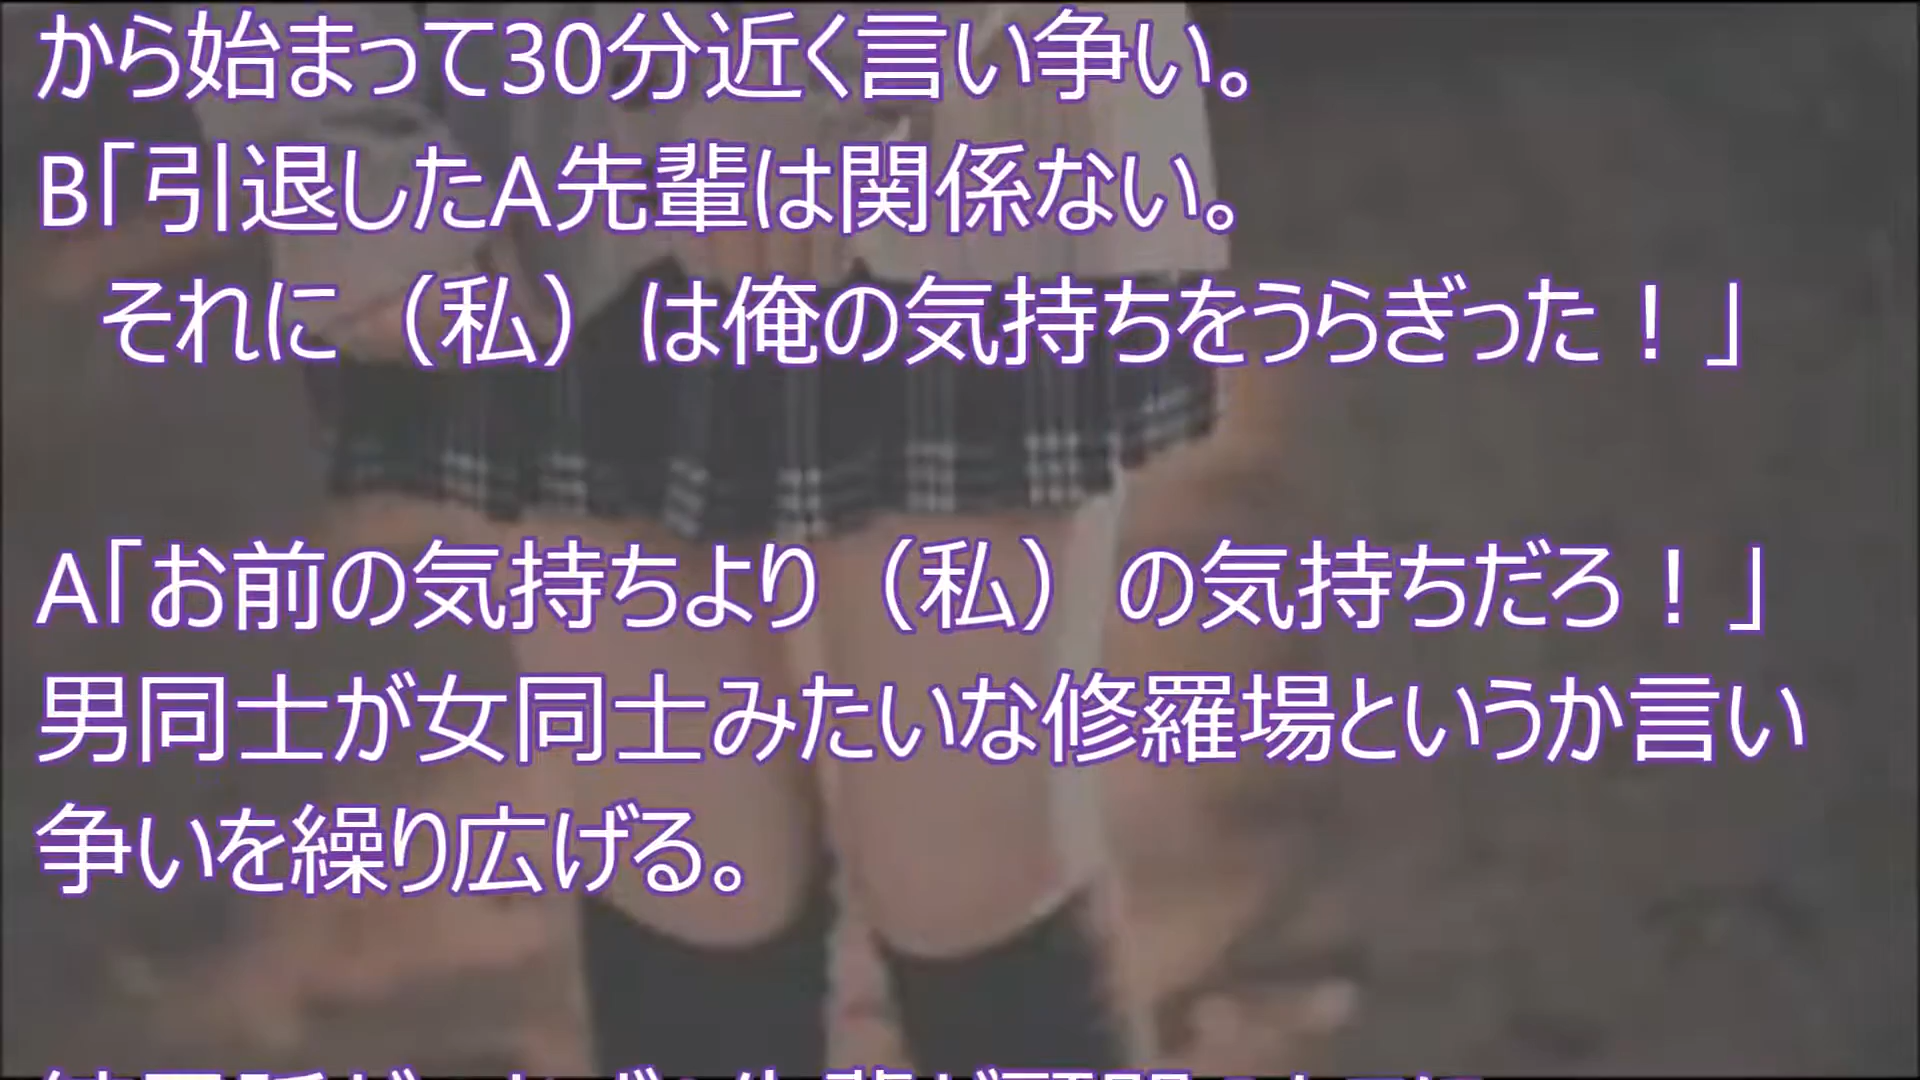 から始まって30分近く言い争い。
B「引退したA先輩は関係ない。
それに（私）は俺の気持ちをうらぎった！」
A「お前の気持ちより（私）の気持ちだろ！」
男同士が女同士みたいな修羅場というか言い
争いを繰り広げる。